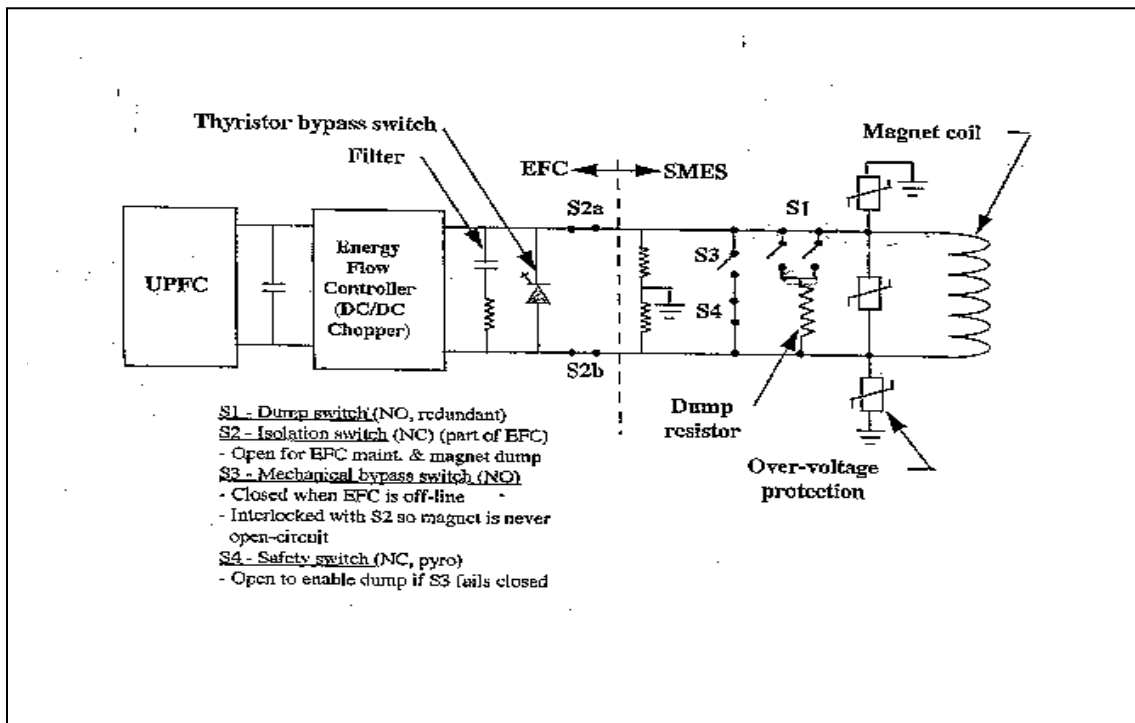 Thyristor bypass switch
Filter
EFC
SMES
Magnet coil
S2a
S1
UPFC
Energy
Flow
Controller
(DC/DC
Chopper)
S3
S4
S2b
Dump
resistor
Over-voltage
protection
S1 - Dump switch (NO, redundant)
S2 - Isolation switch (NC) (part of EFC)
- Open for EFC maint. & magnet dump
S3 - Mechanical bypass switch (NO)
- Closed when EFC is off-line
- Interlocked with S2 so magnet is never
open-circuit
S4 - Safety switch (NC, pyro)
- Open to enable dump if S3 fails closed